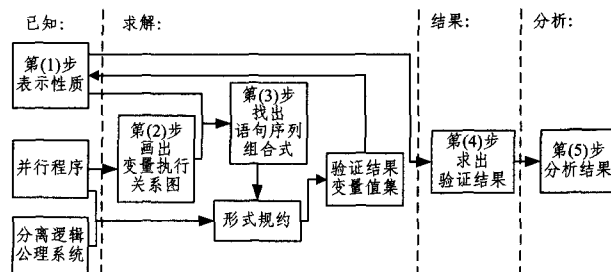 已知:
求解:
结果:
分析:
第(1)步
表示性质
第(2)步
画出
变量执行
关系图
第(3)步
找出
语句序列
组合式
并行程序
形式规约
验证结果
变量值集
第(4)步
求出
验证结果
第(5)步
分析结果
分离逻辑
公理系统